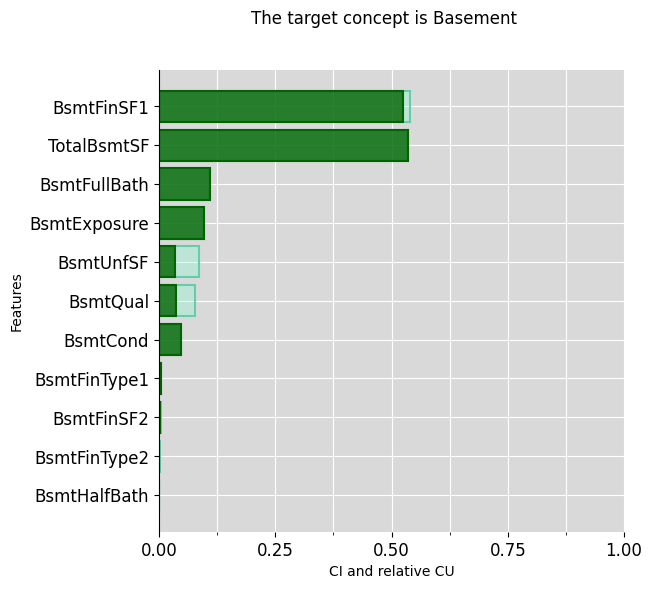 The target concept is Basement
BsmtFinSF1
TotalBsmtSF
BsmtFullBath
BsmtExposure
BsmtUnfSF
BsmtQual
BsmtCond
BsmtFinType1
BsmtFinSF2
BsmtFinType2
BsmtHalfBath
Features
0.00 0.25 0.50 0.75 1.00
CI and relative CU